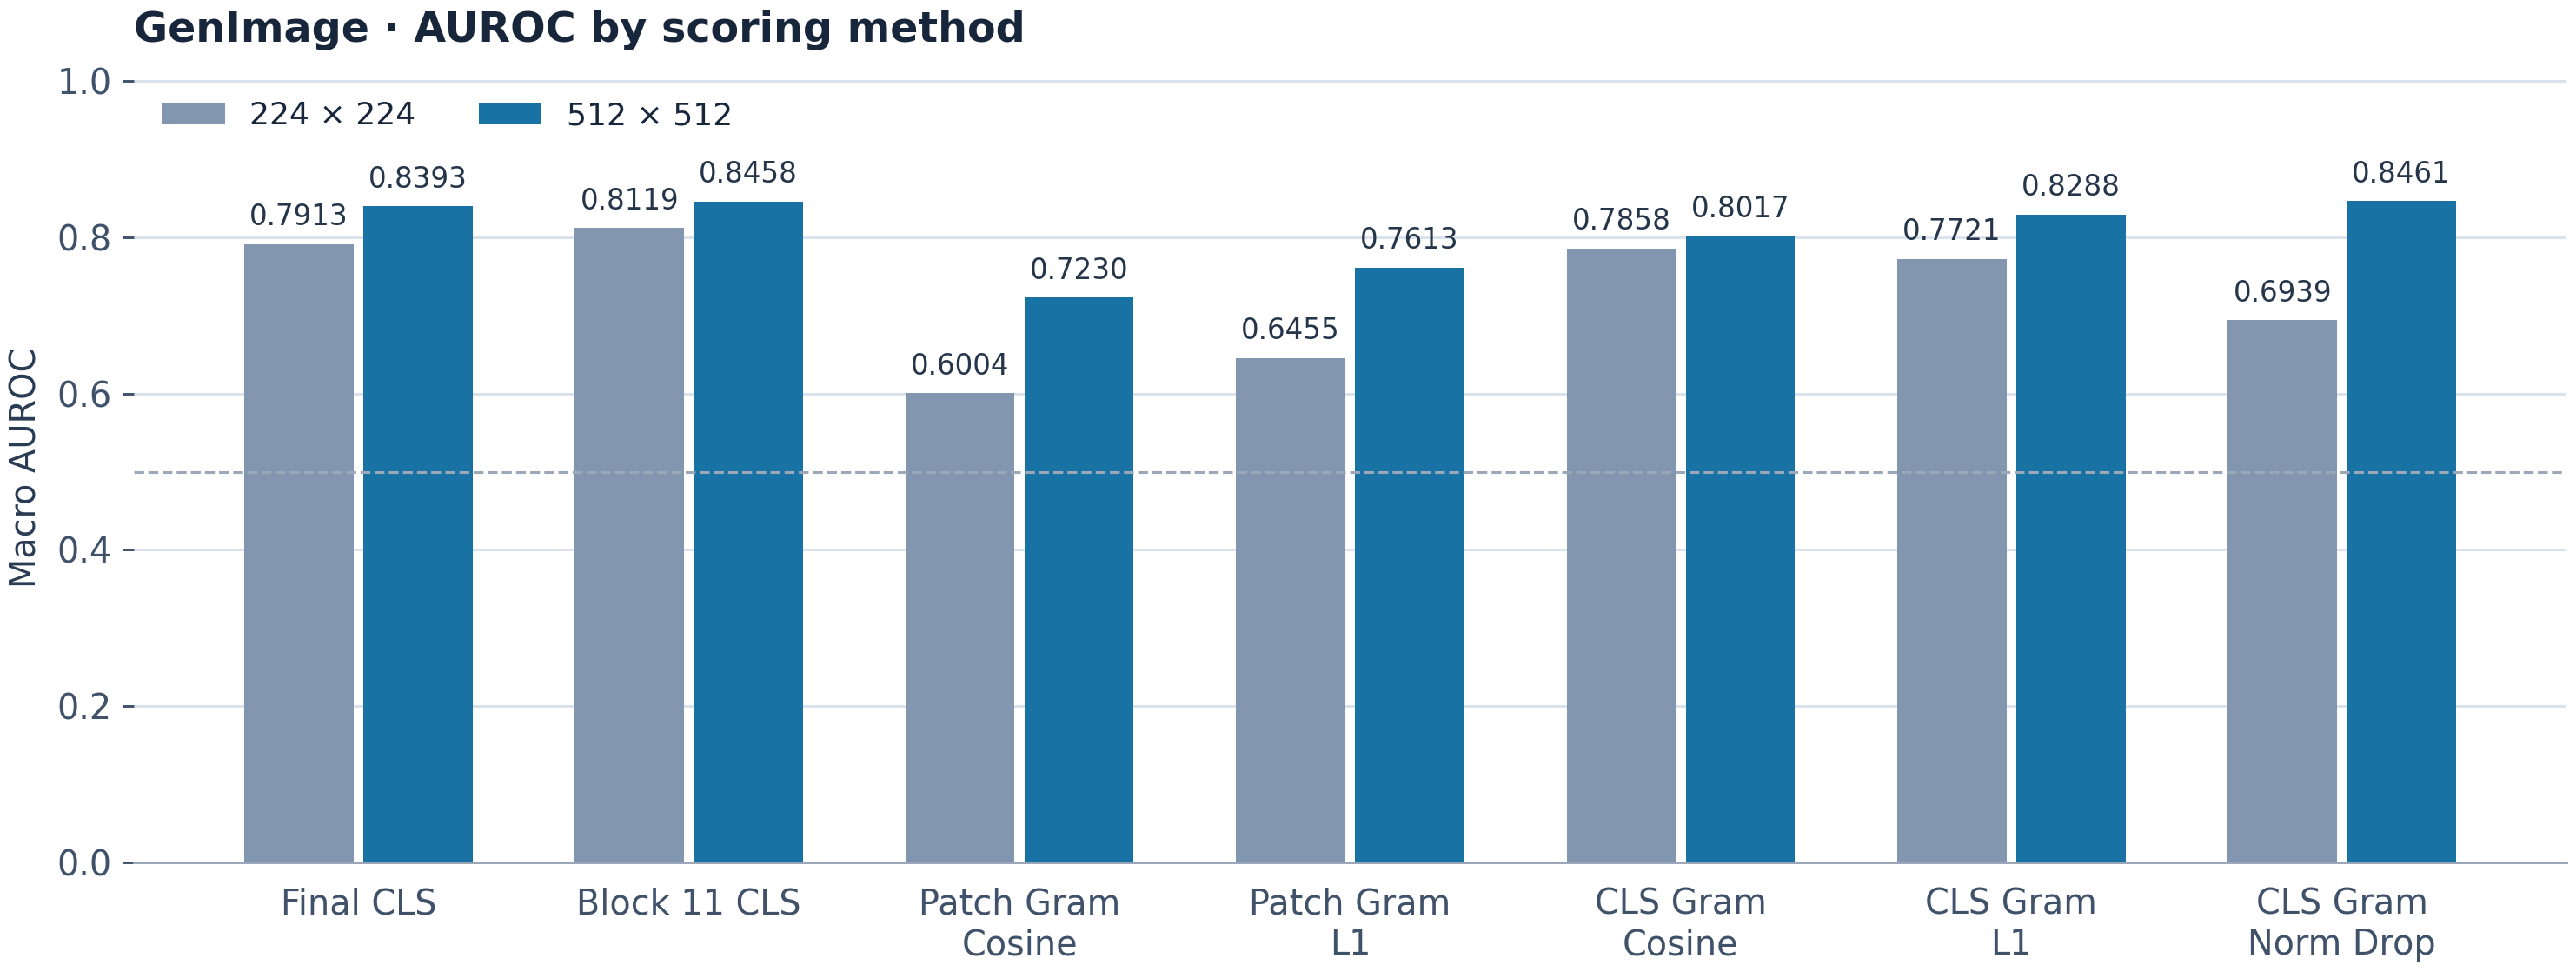 GenImage · AUROC by scoring method
Macro AUROC
1.0
0.8
0.6
0.4
0.2
0.0
224 × 224
512 × 512
0.7913
0.8393
0.8119
0.8458
0.6004
0.7230
0.6455
0.7613
0.7858
0.8017
0.7721
0.8288
0.6939
0.8461
Final CLS
Block 11 CLS
Patch Gram
Cosine
Patch Gram
L1
CLS Gram
Cosine
CLS Gram
L1
CLS Gram
Norm Drop